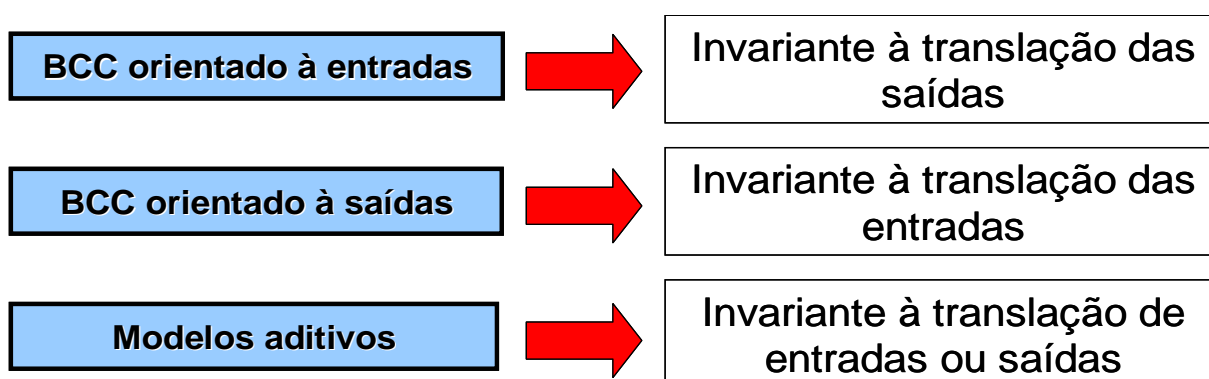 BCC orientado à entradas
Invariante à translação das
saídas
BCC orientado à saídas
Invariante à translação das
entradas
Modelos aditivos
Invariante à translação de
entradas ou saídas